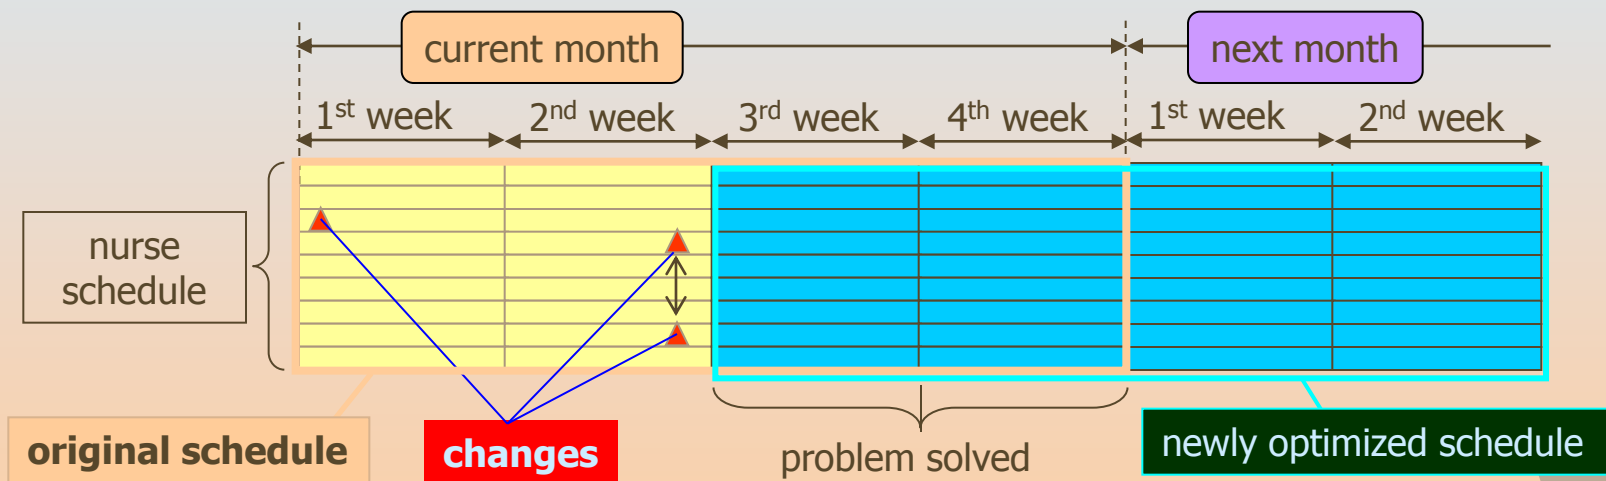 current month
next month
1st week
2nd week
3rd week
4th week
1st week
2nd week
nurse
schedule
original schedule
changes
problem solved
newly optimized schedule